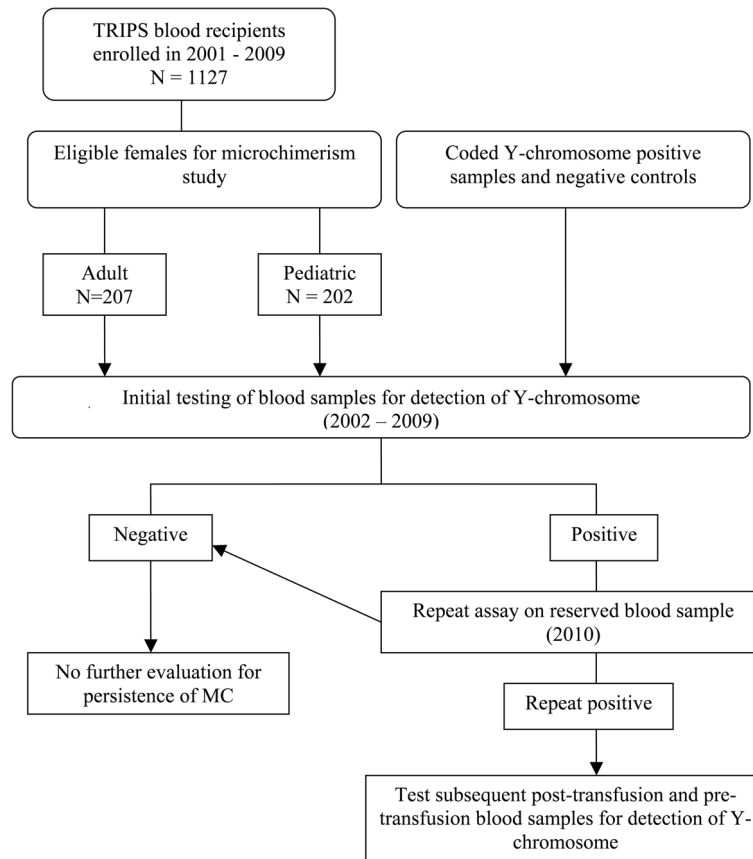 TRIPS blood recipients
enrolled in 2001 - 2009
N = 1127
Eligible females for microchimerism
study
Coded Y-chromosome positive
samples and negative controls
Adult
N=207
Pediatric
N = 202
Initial testing of blood samples for detection of Y-chromosome
(2002 – 2009)
Negative
Positive
Repeat assay on reserved blood sample
(2010)
No further evaluation for
persistence of MC
Repeat positive
Test subsequent post-transfusion and pre-
transfusion blood samples for detection of Y-
chromosome